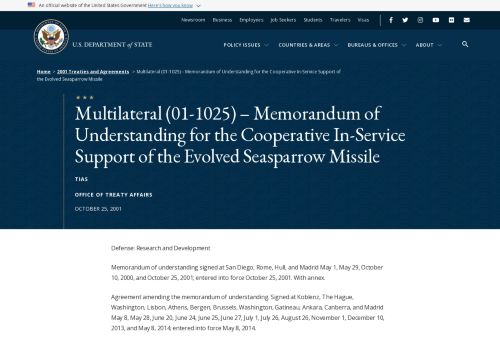 An official website of the United States Government Here's how you know
Newsroom Business Employers Job Seekers Students Travelers Visas
U.S. DEPARTMENT of STATE
POLICY ISSUES COUNTRIES & AREAS BUREAUS & OFFICES ABOUT
Home > 2001 Treaties and Agreements > Multilateral (01-1025) - Memorandum of Understanding for the Cooperative In-Service Support of
the Evolved Seasparrow Missile
Multilateral (01-1025) – Memorandum of
Understanding for the Cooperative In-Service
Support of the Evolved Seasparrow Missile
TIAS
OFFICE OF TREATY AFFAIRS
OCTOBER 25, 2001
Defense: Research and Development
Memorandum of understanding signed at San Diego, Rome, Hull, and Madrid May 1, May 29, October
10, 2000, and October 25, 2001; entered into force October 25, 2001. With annex.
Agreement amending the memorandum of understanding. Signed at Koblenz, The Hague,
Washington, Lisbon, Athens, Bergen, Brussels, Washington, Gatineau, Ankara, Canberra, and Madrid
May 8, May 28, June 20, June 24, June 25, June 27, July 1, July 26, August 26, November 1, December 10,
2013, and May 8, 2014; entered into force May 8, 2014.